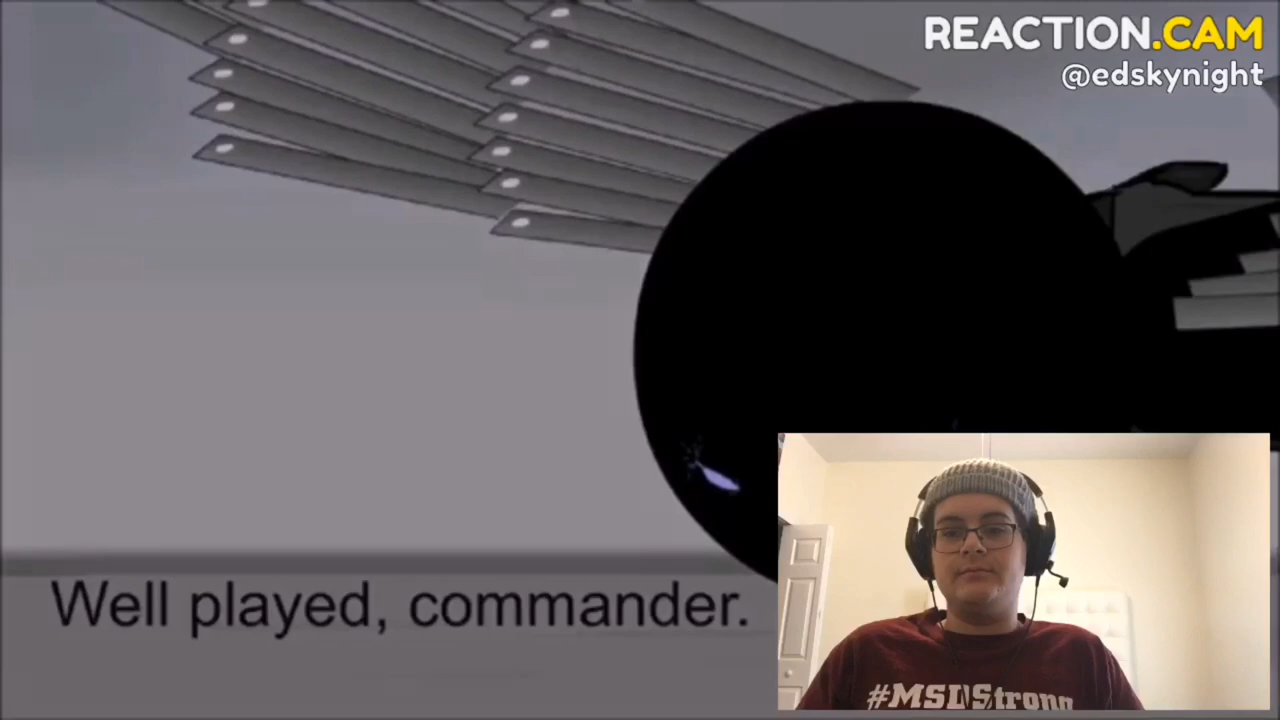 REACTION.CAM
@edskynight
Well played, commander.
#MSDStrong